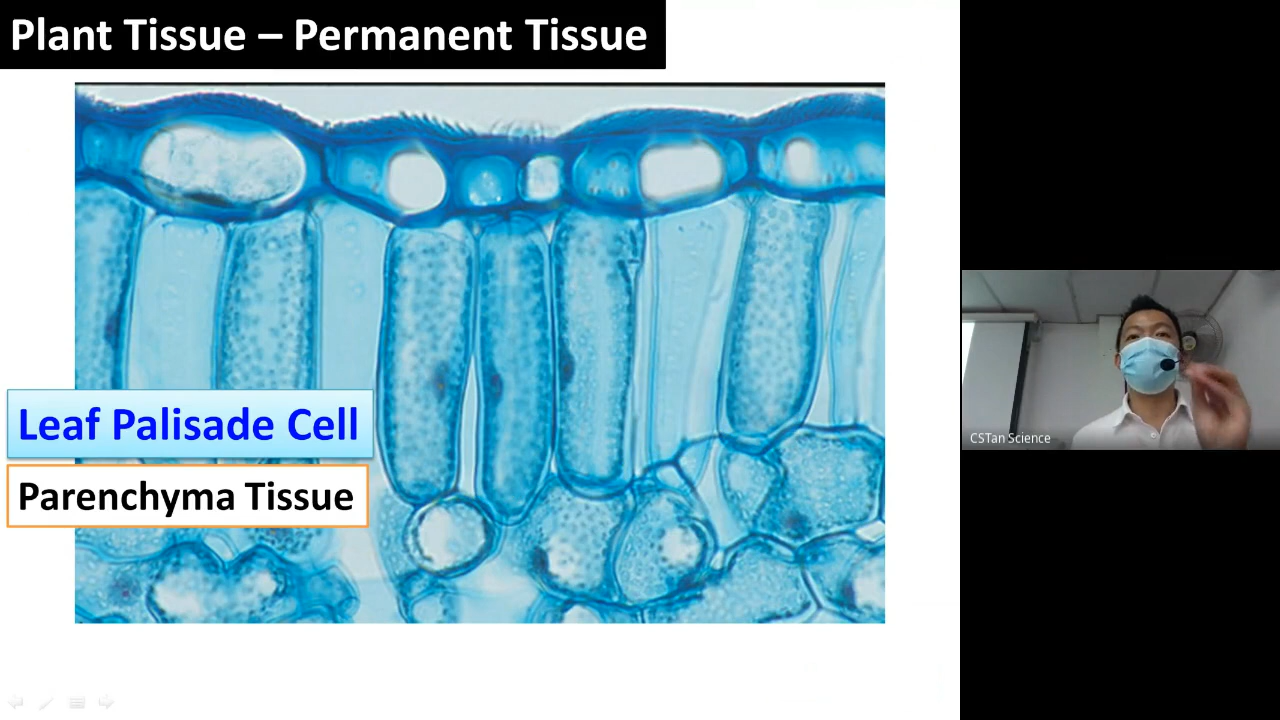 Plant Tissue – Permanent Tissue
Leaf Palisade Cell
Parenchyma Tissue
CSTan Science